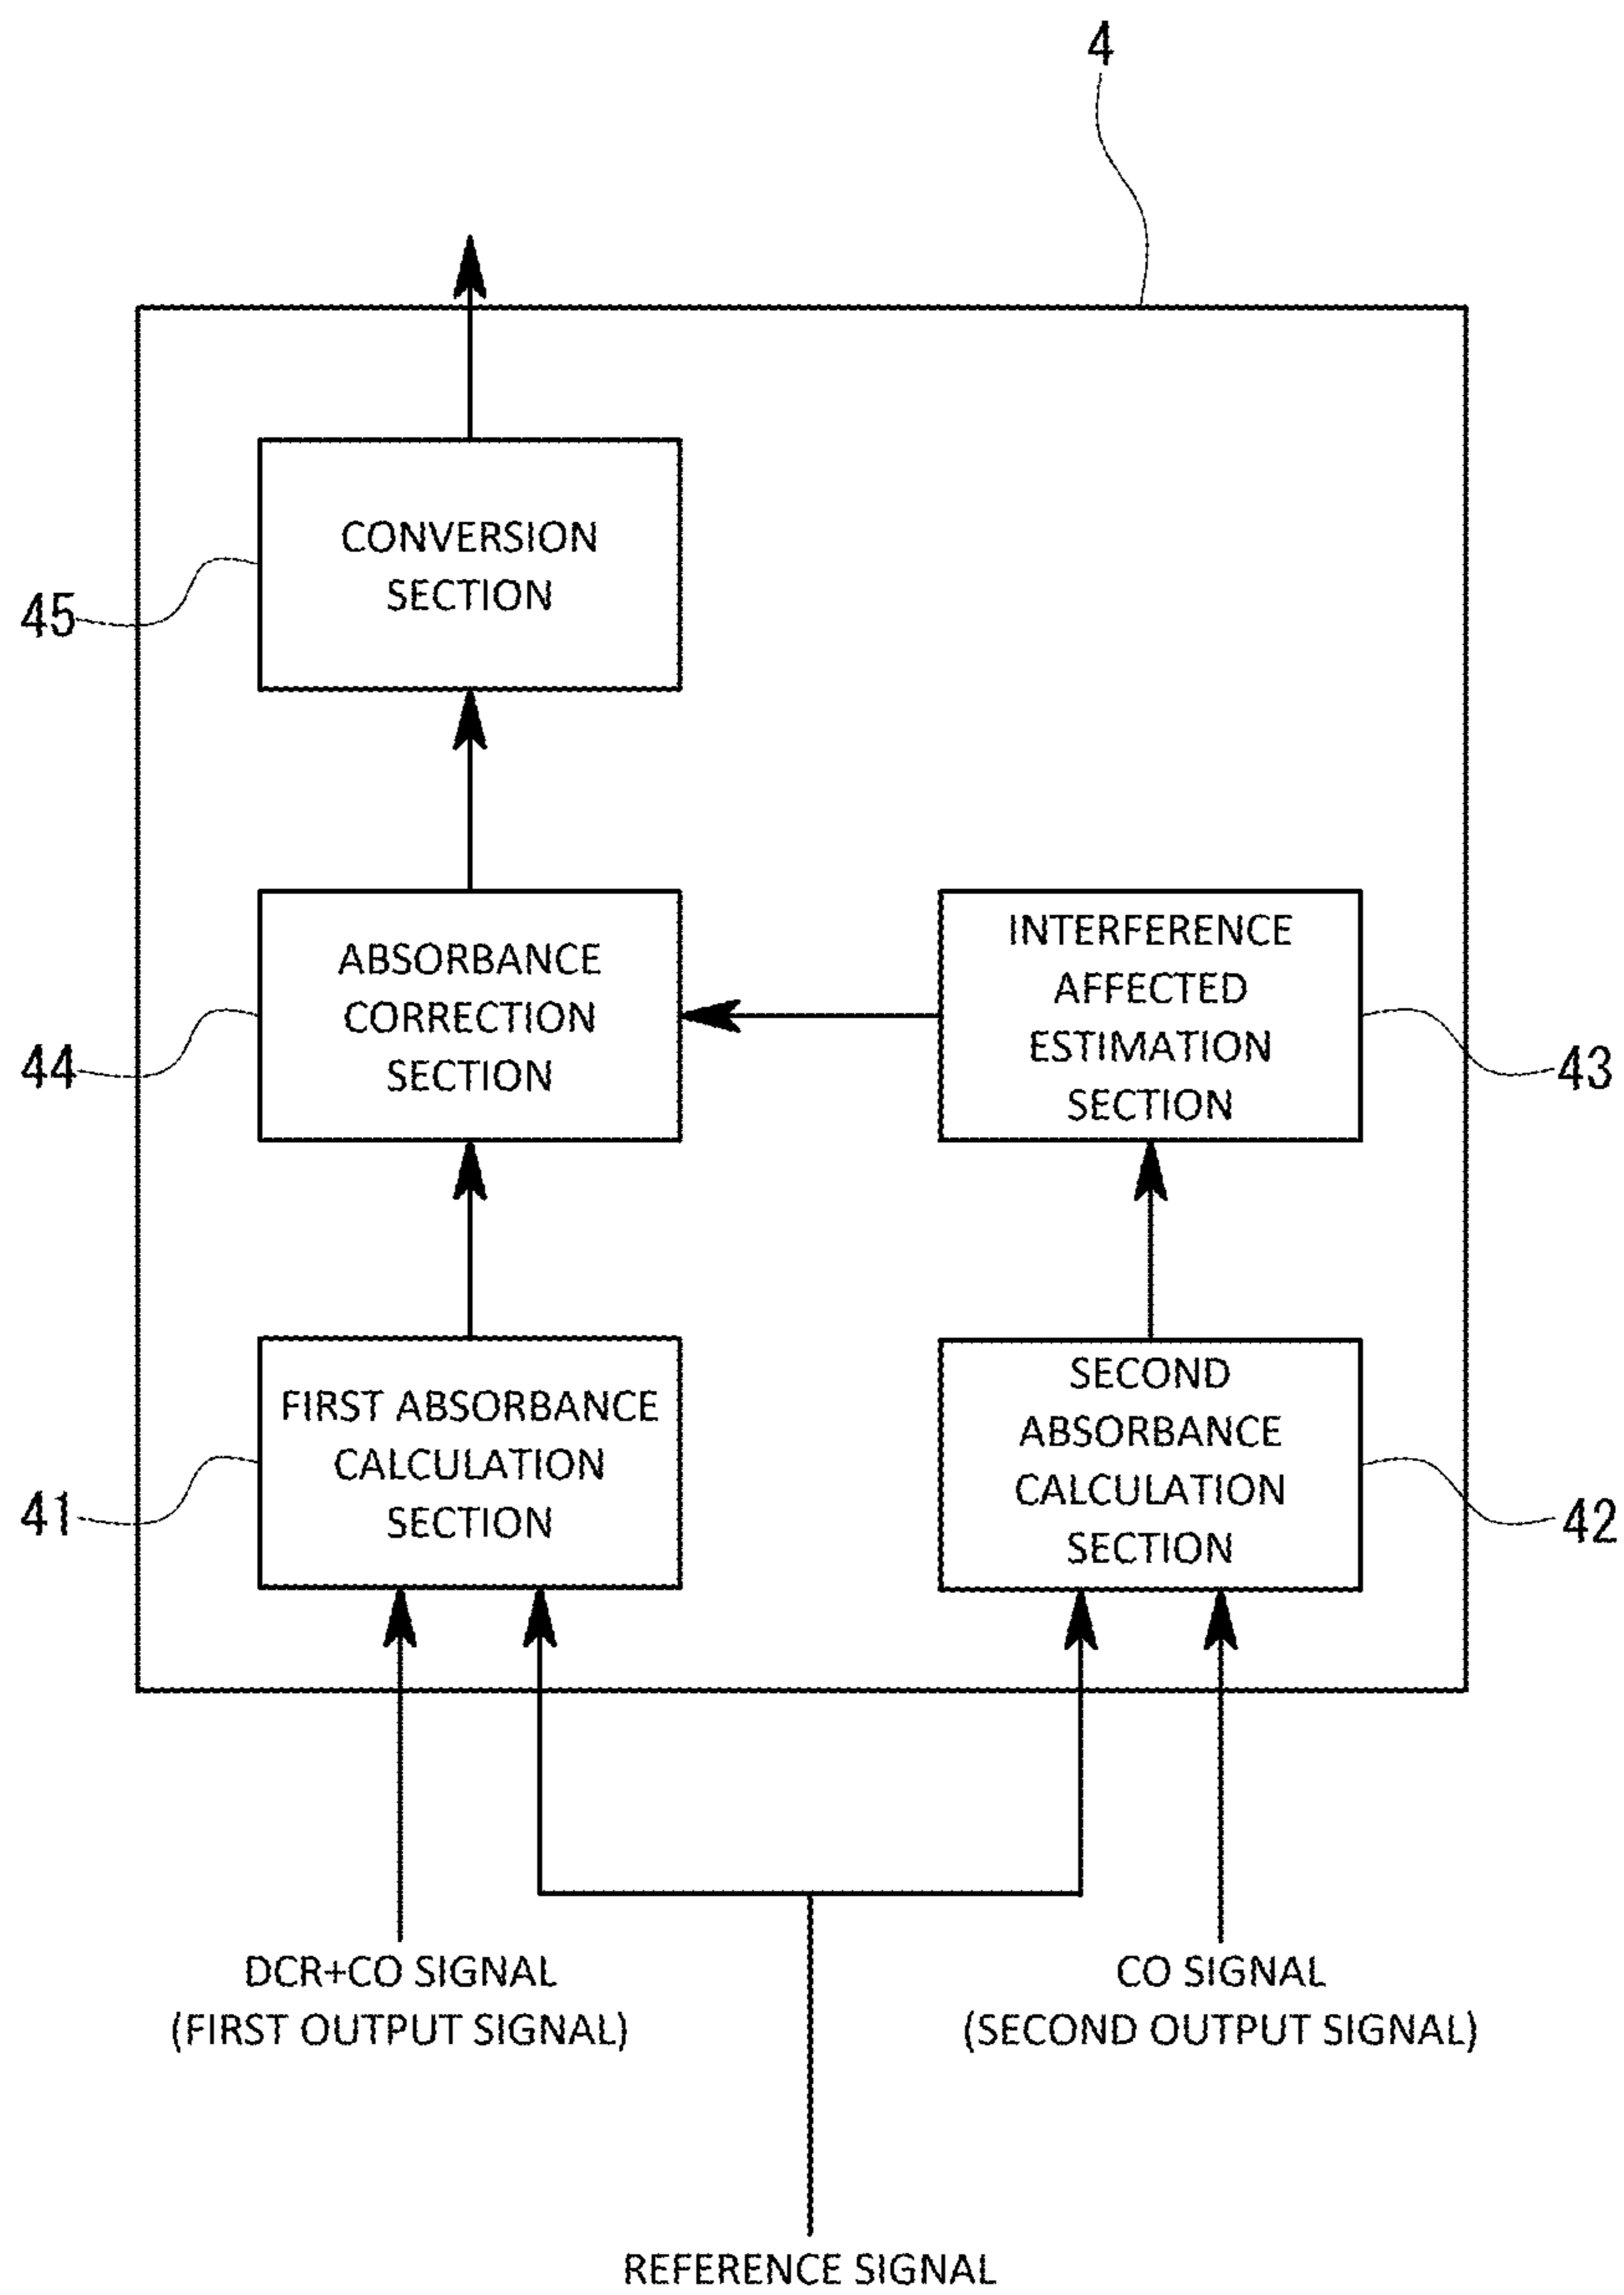 4
CONVERSION
SECTION
45
ABSORBANCE
CORRECTION
SECTION
44
INTERFERENCE
AFFECTED
ESTIMATION
SECTION
43
FIRST ABSORBANCE
CALCULATION
SECTION
41
SECOND
ABSORBANCE
CALCULATION
SECTION
42
DCR+CO SIGNAL
(FIRST OUTPUT SIGNAL)
CO SIGNAL
(SECOND OUTPUT SIGNAL)
REFERENCE SIGNAL